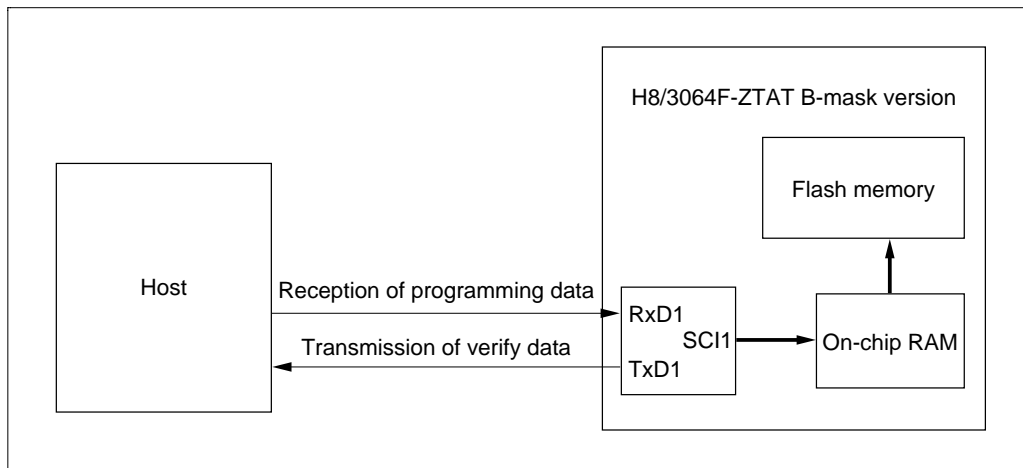 H8/3064F-ZTAT B-mask version
Flash memory
Host
Reception of programming data
RxD1
SCI1
On-chip RAM
Transmission of verify data
TxD1